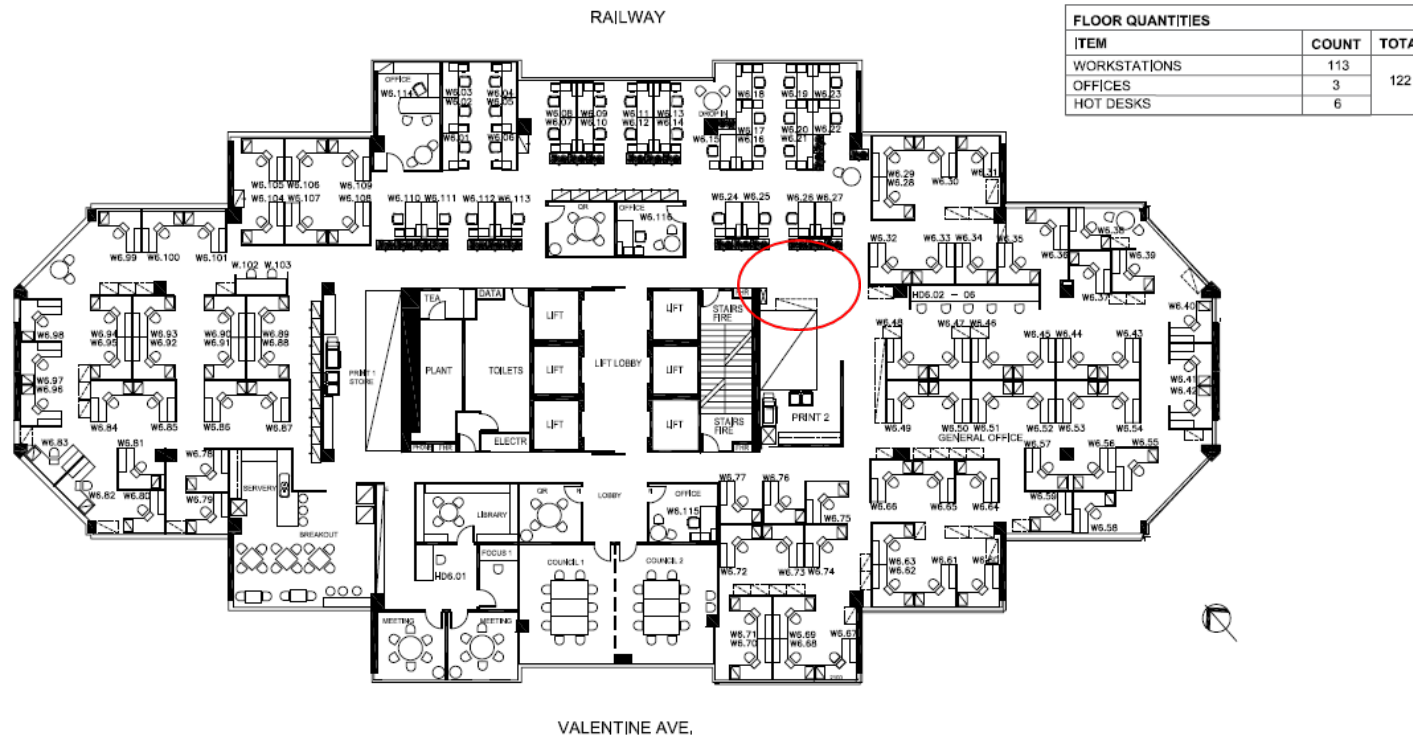 RAILWAY
FLOOR QUANTITIES
ITEM COUNT TOTA
WORKSTATIONS 113
122
OFFICES 3
HOT DESKS 6
OFFICE
W6.114
W6.03 W6.04
W6.02 W6.05
W6.01 W6.06
W6.08 W6.09 W6.11 W6.13
W6.07 W6.10 W6.12 W6.14
W6.18 W6.19 W6.23
DROP IN
W6.17 W6.20 W6.22
W6.15 W6.16 W6.21
W6.105 W6.106 W6.109
W6.104 W6.107 W6.108
W6.29 W6.30 W6.31
W6.28
W6.110 W6.111 W6.112 W6.113
QR OFFICE
W6.116
W6.24 W6.25 W6.26 W6.27
W6.99 W6.100 W6.101
W6.32 W6.33 W6.34 W6.35 W6.36 W6.38
W6.39
W.102 W.103
W6.37
TEA DATA
HD6.02 - 06
W6.40
STAIRS
FIRE
LIFT LIFT
W6.98 W6.94 W6.93 W6.90 W6.89
W6.95 W6.92 W6.91 W6.88
W6.48 W6.47 W6.46 W6.45 W6.44 W6.43
PRINT 1
STORE
PLANT TOILETS LIFT LIFT LOBBY LIFT
W6.97
W6.96
W6.41
W6.42
PRINT 2
W6.84 W6.85 W6.86 W6.87
LIFT LIFT
STAIRS
FIRE
W6.49 W6.50 W6.51 W6.52 W6.53 W6.54
GENERAL OFFICE
PHONE FHR ELECTR FHR
W6.83 W6.81 W6.78
W6.57 W6.56 W6.55
W6.82 W6.80 W6.79
SERVERY
W6.77 W6.76
W6.75
W6.66 W6.65 W6.64
W6.59
W6.58
QR LOBBY OFFICE
W6.115
LIBRARY
BREAKOUT
FOCUS 1
HD6.01
COUNCIL 1 COUNCIL 2
W6.72 W6.73 W6.74
W6.63 W6.61
W6.62
MEETING MEETING
W6.71 W6.69 W6.67
W6.70 W6.68
VALENTINE AVE.